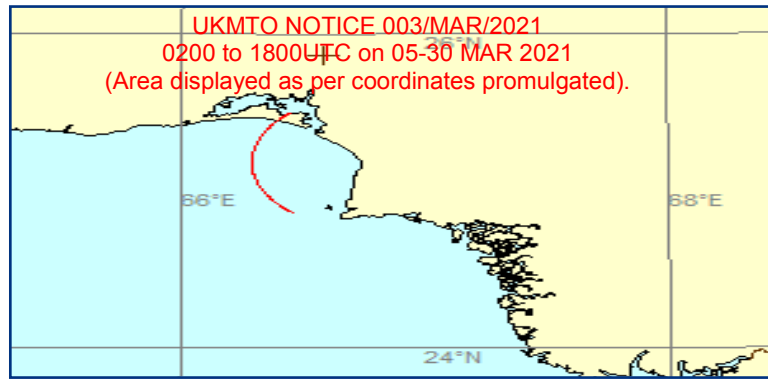 UKMTO NOTICE 003/MAR/2021
26°N
0200 to 1800UTC on 05-30 MAR 2021
(Area displayed as per coordinates promulgated).
66°E
68°E
24°N